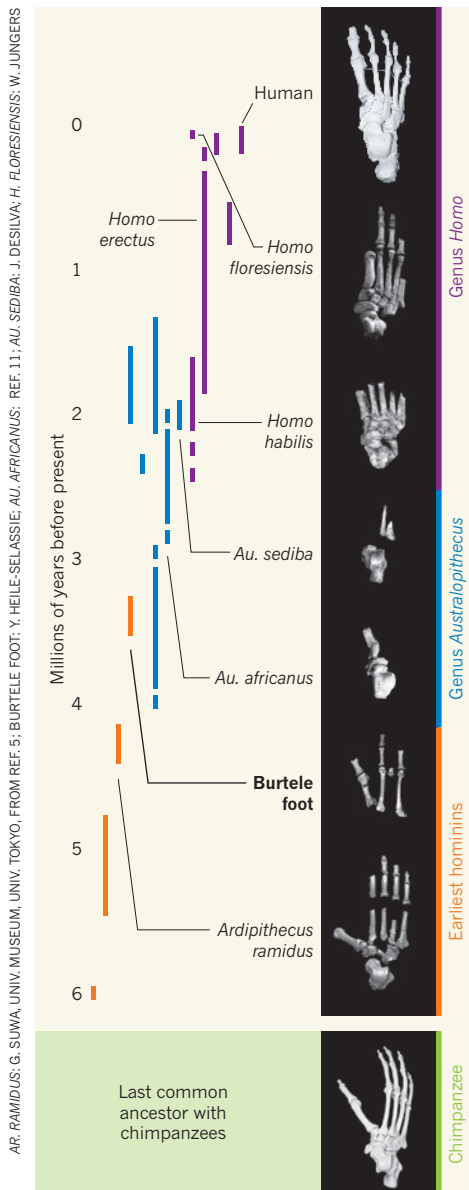 AR. RAMIDUS: G. SUWA, UNIV. MUSEUM, UNIV. TOKYO, FROM REF. 5; BURTELE FOOT: Y. HEILE-SELASSIE; AU. AFRICANUS: REF. 11; AU. SEDIBA: J. DESILVA; H. FLORESIENSIS: W. JUNGERS
Millions of years before present
0
1
2
3
4
5
6
Human
Homo
erectus
Homo
floresiensis
Homo
habilis
Au. sediba
Au. africanus
Burtele
foot
Ardipithecus
ramidus
Last common
ancestor with
chimpanzees
Genus Homo
Genus Australopithecus
Earliest hominins
Chimpanzee